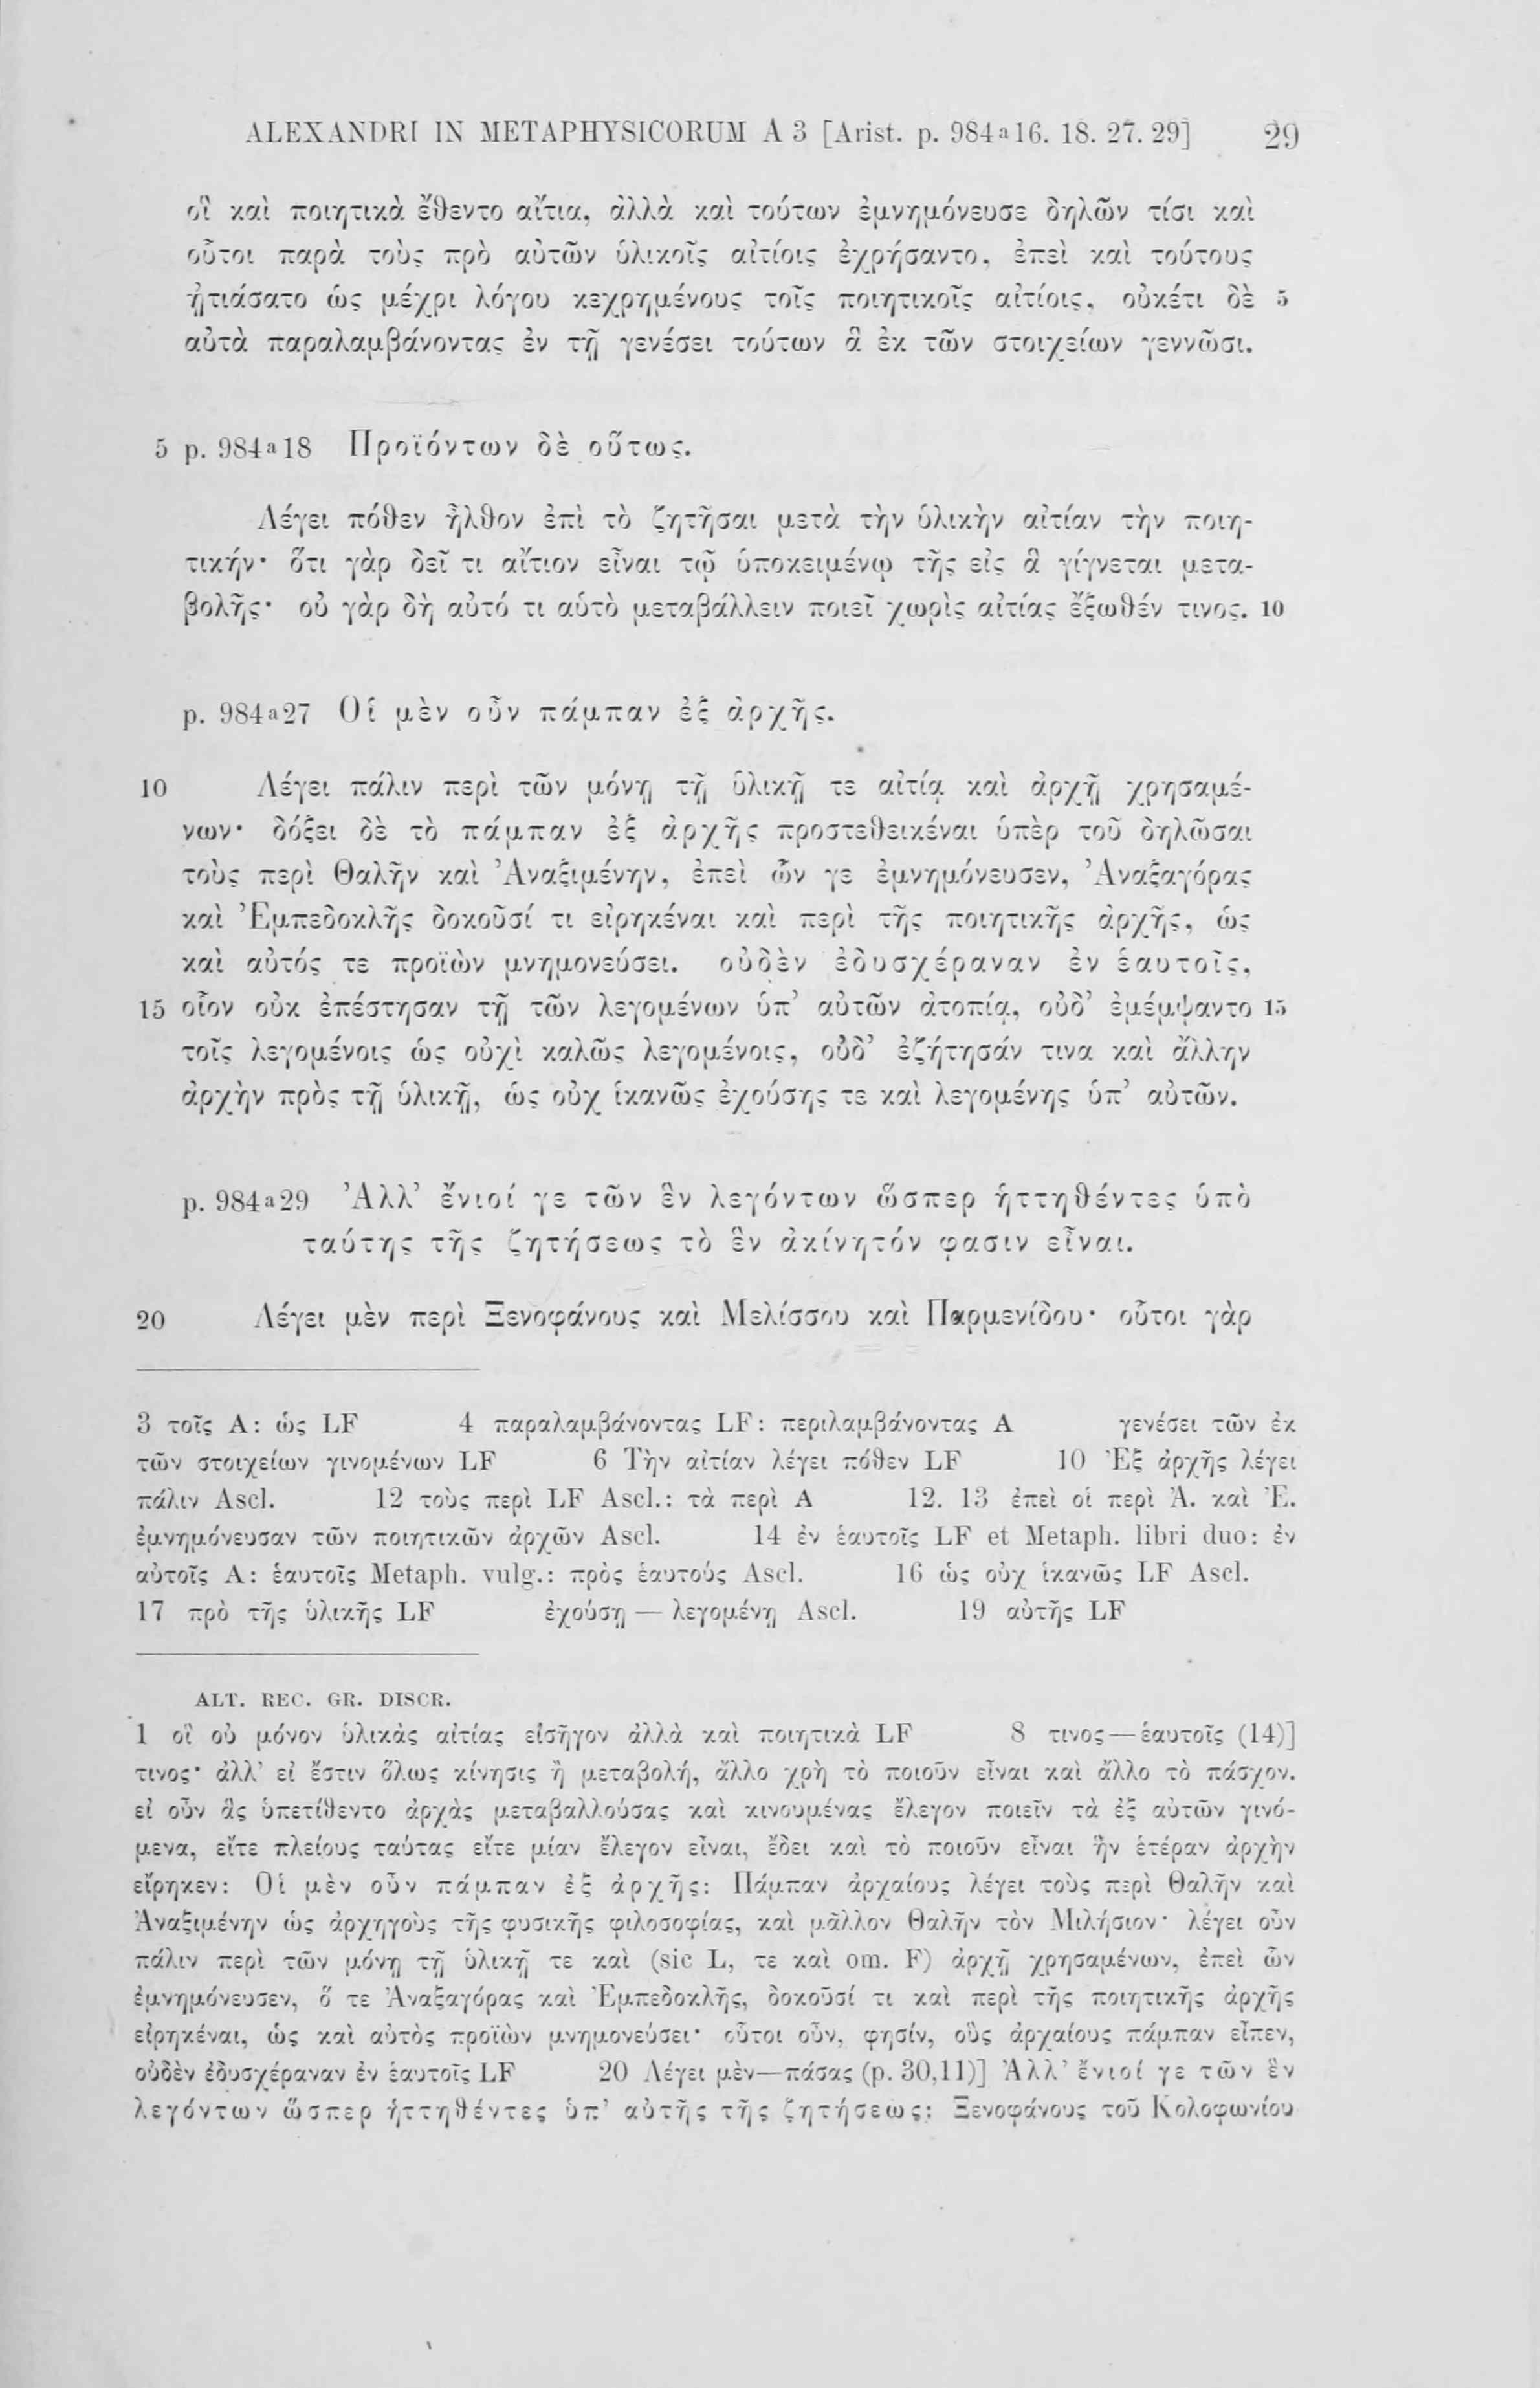 ALEXANDRI IN METAPHYSICORUM A 3 [Arist. p. 984ᵃ16. 18. 27. 29] 29
οἳ καὶ ποιητικὰ ἔθεντο αἴτια, ἀλλὰ καὶ τούτων ἐμνημόνευσε δηλῶν τίσι καὶ
οὗτοι παρὰ τοὺς πρὸ αὐτῶν ὑλικοῖς αἰτίοις ἐχρήσαντο, ἐπεὶ καὶ τούτους
ᾐτιάσατο ὡς μέχρι λόγου κεχρημένους τοῖς ποιητικοῖς αἰτίοις, οὐκέτι δὲ 5
αὐτὰ παραλαμβάνοντας ἐν τῇ γενέσει τούτων ἃ ἐκ τῶν στοιχείων γεννῶσι.
5 p. 984ᵃ18 Προϊόντων δὲ οὕτως.
Λέγει πόθεν ἦλθον ἐπὶ τὸ ζητῆσαι μετὰ τὴν ὑλικὴν αἰτίαν τὴν ποιη-
τικήν· ὅτι γὰρ δεῖ τι αἴτιον εἶναι τῷ ὑποκειμένῳ τῆς εἰς ἃ γίγνεται μετα-
βολῆς· οὐ γὰρ δὴ αὐτό τι αὑτὸ μεταβάλλειν ποιεῖ χωρὶς αἰτίας ἔξωθέν τινος. 10
p. 984ᵃ27 Οἱ μὲν οὖν πάμπαν ἐξ ἀρχῆς.
10 Λέγει πάλιν περὶ τῶν μόνῃ τῇ ὑλικῇ τε αἰτίᾳ καὶ ἀρχῇ χρησαμέ-
νων· δόξει δὲ τὸ πάμπαν ἐξ ἀρχῆς προστεθεικέναι ὑπὲρ τοῦ δηλῶσαι
τοὺς περὶ Θαλῆν καὶ Ἀναξιμένην, ἐπεὶ ὧν γε ἐμνημόνευσεν, Ἀναξαγόρας
καὶ Ἐμπεδοκλῆς δοκοῦσί τι εἰρηκέναι καὶ περὶ τῆς ποιητικῆς ἀρχῆς, ὡς
καὶ αὐτός τε προϊὼν μνημονεύσει. οὐδὲν ἐδυσχέραναν ἐν ἑαυτοῖς,
15 οἷον οὐκ ἐπέστησαν τῇ τῶν λεγομένων ὑπ’ αὐτῶν ἀτοπίᾳ, οὐδ’ ἐμέμψαντο 15
τοῖς λεγομένοις ὡς οὐχὶ καλῶς λεγομένοις, οὐδ’ ἐζήτησάν τινα καὶ ἄλλην
ἀρχὴν πρὸς τῇ ὑλικῇ, ὡς οὐχ ἱκανῶς ἐχούσης τε καὶ λεγομένης ὑπ’ αὐτῶν.
p. 984ᵃ29 Ἀλλ’ ἔνιοί γε τῶν ἓν λεγόντων ὥσπερ ἡττηθέντες ὑπὸ
ταύτης τῆς ζητήσεως τὸ ἓν ἀκίνητόν φασιν εἶναι.
20 Λέγει μὲν περὶ Ξενοφάνους καὶ Μελίσσου καὶ Παρμενίδου· οὗτοι γὰρ
3 τοῖς A: ὡς LF 4 παραλαμβάνοντας LF: περιλαμβάνοντας A γενέσει τῶν ἐκ
τῶν στοιχείων γινομένων LF 6 Τὴν αἰτίαν λέγει πόθεν LF 10 Ἐξ ἀρχῆς λέγει
πάλιν Ascl. 12 τοὺς περὶ LF Ascl.: τὰ περὶ A 12. 13 ἐπεὶ οἱ περὶ Ἀ. καὶ Ἐ.
ἐμνημόνευσαν τῶν ποιητικῶν ἀρχῶν Ascl. 14 ἐν ἑαυτοῖς LF et Metaph. libri duo: ἐν
αὐτοῖς A: ἑαυτοῖς Metaph. vulg.: πρὸς ἑαυτούς Ascl. 16 ὡς οὐχ ἱκανῶς LF Ascl.
17 πρὸ τῆς ὑλικῆς LF ἐχούσῃ — λεγομένῃ Ascl. 19 αὐτῆς LF
ALT. REC. GR. DISCR.
1 οἳ οὐ μόνον ὑλικὰς αἰτίας εἰσῆγον ἀλλὰ καὶ ποιητικὰ LF 8 τινος — ἑαυτοῖς (14)]
τινος· ἀλλ’ εἰ ἔστιν ὅλως κίνησις ἢ μεταβολή, ἄλλο χρὴ τὸ ποιοῦν εἶναι καὶ ἄλλο τὸ πάσχον.
εἰ οὖν ἃς ὑπετίθεντο ἀρχὰς μεταβαλλούσας καὶ κινουμένας ἔλεγον ποιεῖν τὰ ἐξ αὐτῶν γινό-
μενα, εἴτε πλείους ταύτας εἴτε μίαν ἔλεγον εἶναι, ἔδει καὶ τὸ ποιοῦν εἶναι ἣν ἑτέραν ἀρχὴν
εἴρηκεν: Οἱ μὲν οὖν πάμπαν ἐξ ἀρχῆς: Πάμπαν ἀρχαίους λέγει τοὺς περὶ Θαλῆν καὶ
Ἀναξιμένην ὡς ἀρχηγοὺς τῆς φυσικῆς φιλοσοφίας, καὶ μᾶλλον Θαλῆν τὸν Μιλήσιον· λέγει οὖν
πάλιν περὶ τῶν μόνῃ τῇ ὑλικῇ τε καὶ (sic L, τε καὶ om. F) ἀρχῇ χρησαμένων, ἐπεὶ ὧν
ἐμνημόνευσεν, ὅ τε Ἀναξαγόρας καὶ Ἐμπεδοκλῆς, δοκοῦσί τι καὶ περὶ τῆς ποιητικῆς ἀρχῆς
εἰρηκέναι, ὡς καὶ αὐτὸς προϊὼν μνημονεύσει· οὗτοι οὖν, φησίν, οὓς ἀρχαίους πάμπαν εἶπεν,
οὐδὲν ἐδυσχέραναν ἐν ἑαυτοῖς LF 20 Λέγει μὲν — πάσας (p. 30,11)] Ἀλλ’ ἔνιοί γε τῶν ἓν
λεγόντων ὥσπερ ἡττηθέντες ὑπ’ αὐτῆς τῆς ζητήσεως: Ξενοφάνους τοῦ Κολοφωνίου